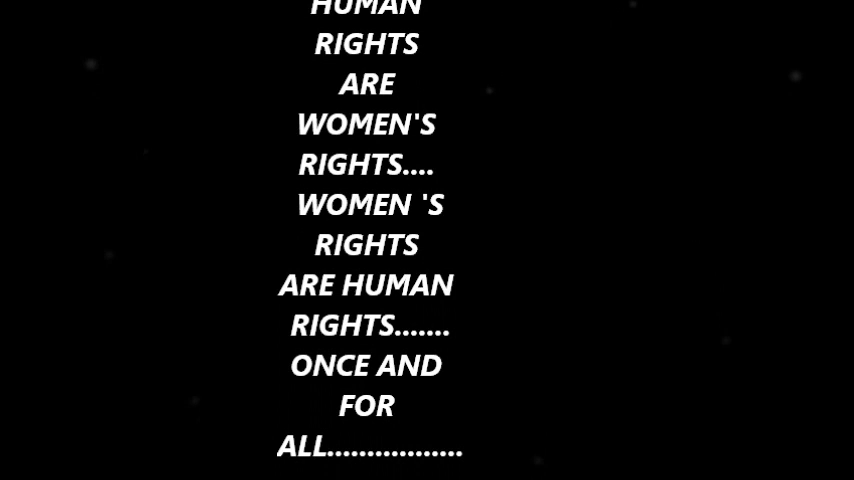 HUMAN
RIGHTS
ARE
WOMEN'S
RIGHTS....
WOMEN 'S
RIGHTS
ARE HUMAN
RIGHTS.......
ONCE AND
FOR
ALL.................